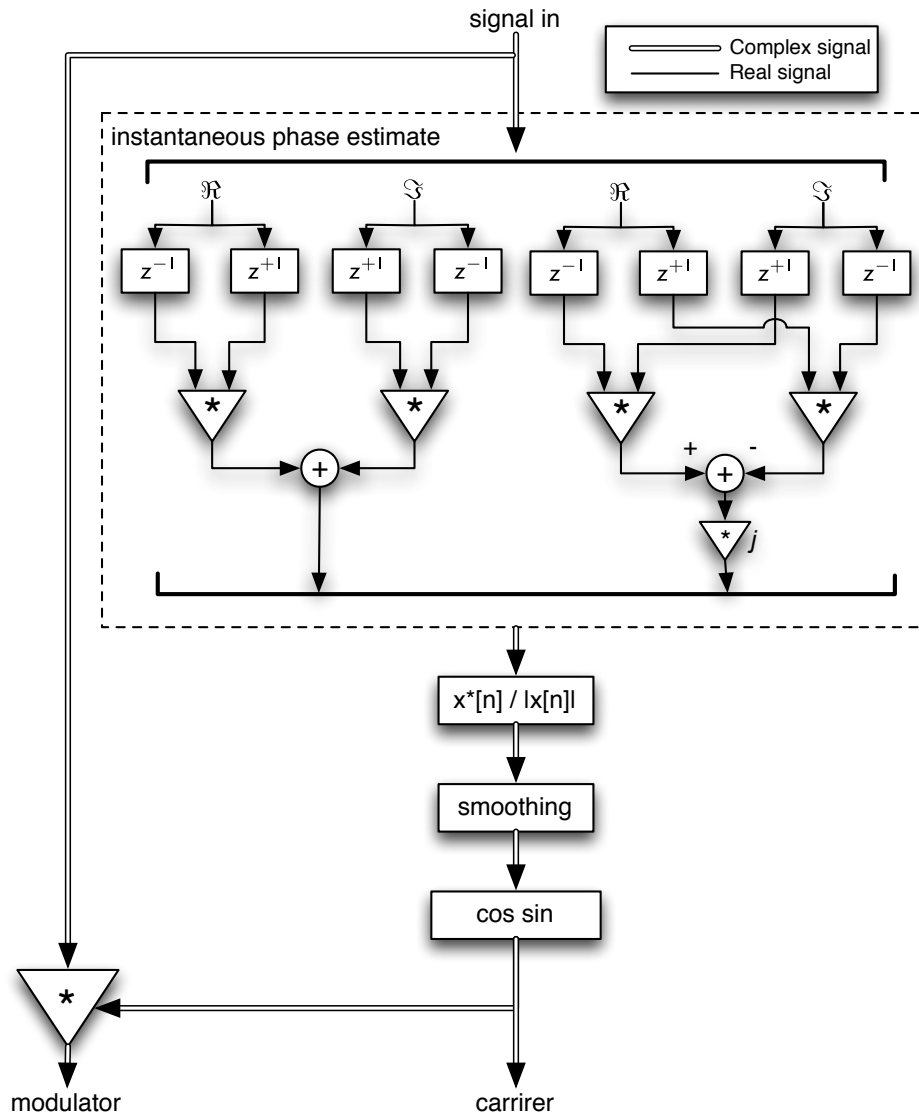 signal in
Complex signal
Real signal
instantaneous phase estimate
ℜ ℑ ℜ ℑ
z⁻¹ z⁺¹ z⁺¹ z⁻¹ z⁻¹ z⁺¹ z⁺¹ z⁻¹
* * * *
+ -
+ +
* j
x*[n] / |x[n]|
smoothing
cos sin
*
modulator carrirer